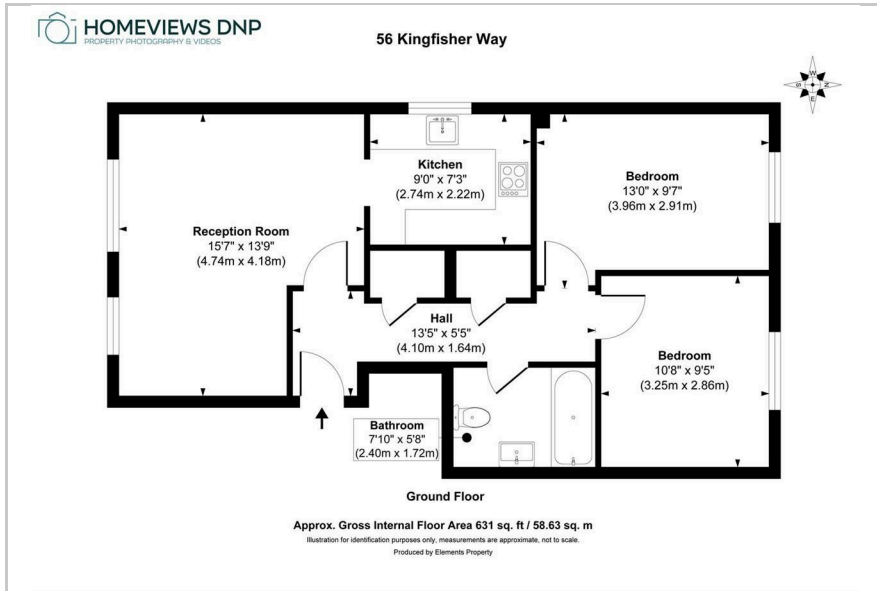 HOMEVIEWS DNP
PROPERTY PHOTOGRAPHY & VIDEOS
56 Kingfisher Way
W
S N
E
Kitchen
9'0" x 7'3"
(2.74m x 2.22m)
Bedroom
13'0" x 9'7"
(3.96m x 2.91m)
Reception Room
15'7" x 13'9"
(4.74m x 4.18m)
Hall
13'5" x 5'5"
(4.10m x 1.64m)
Bedroom
10'8" x 9'5"
(3.25m x 2.86m)
Bathroom
7'10" x 5'8"
(2.40m x 1.72m)
Ground Floor
Approx. Gross Internal Floor Area 631 sq. ft / 58.63 sq. m
Illustration for identification purposes only, measurements are approximate, not to scale.
Produced by Elements Property